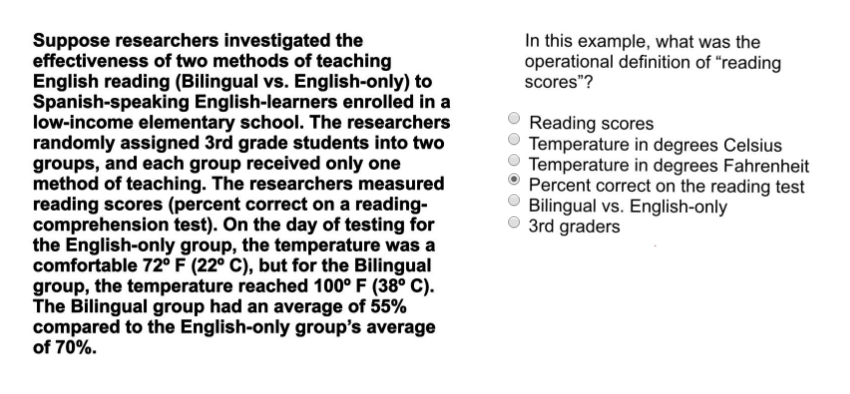 Suppose researchers investigated the
effectiveness of two methods of teaching
English reading (Bilingual vs. English-only) to
Spanish-speaking English-learners enrolled in a
low-income elementary school. The researchers
randomly assigned 3rd grade students into two
groups, and each group received only one
method of teaching. The researchers measured
reading scores (percent correct on a reading-
comprehension test). On the day of testing for
the English-only group, the temperature was a
comfortable 72º F (22º C), but for the Bilingual
group, the temperature reached 100º F (38º C).
The Bilingual group had an average of 55%
compared to the English-only group’s average
of 70%.
In this example, what was the
operational definition of “reading
scores”?
Reading scores
Temperature in degrees Celsius
Temperature in degrees Fahrenheit
Percent correct on the reading test
Bilingual vs. English-only
3rd graders